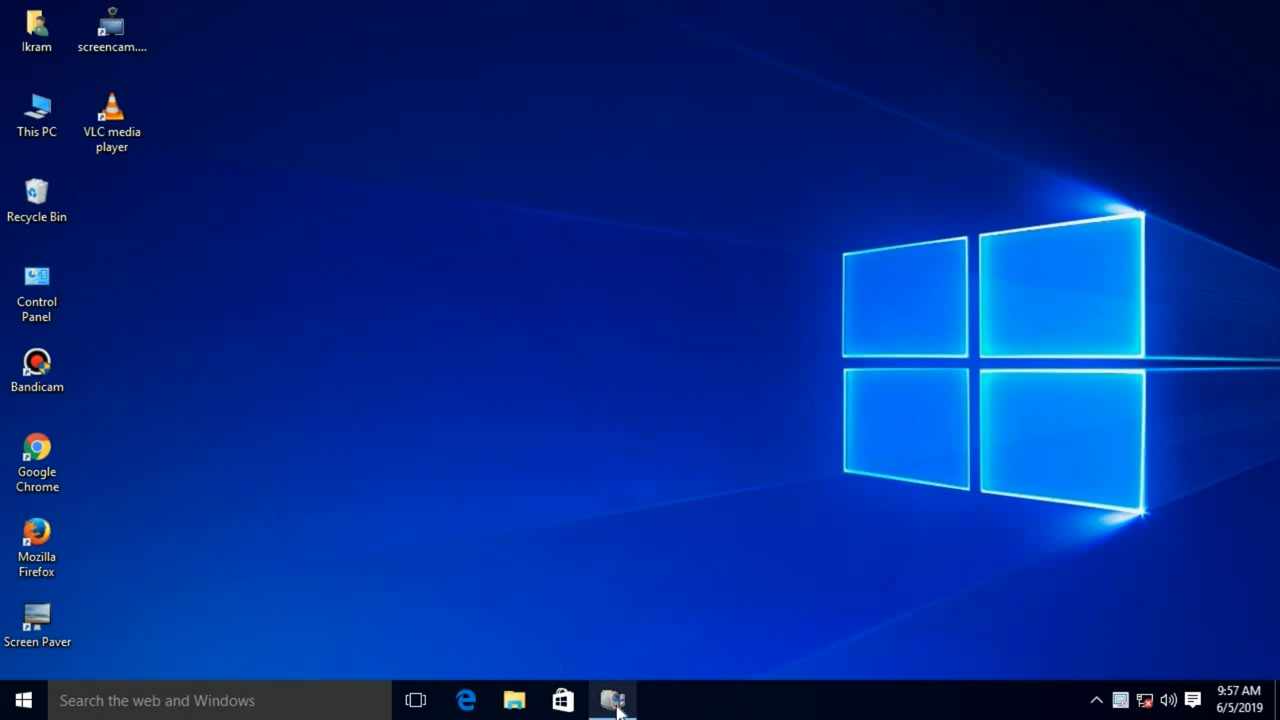 Ikram
screencam....
This PC
VLC media
player
Recycle Bin
Control
Panel
Bandicam
Google
Chrome
Mozilla
Firefox
Screen Paver
Search the web and Windows
9:57 AM
6/5/2019